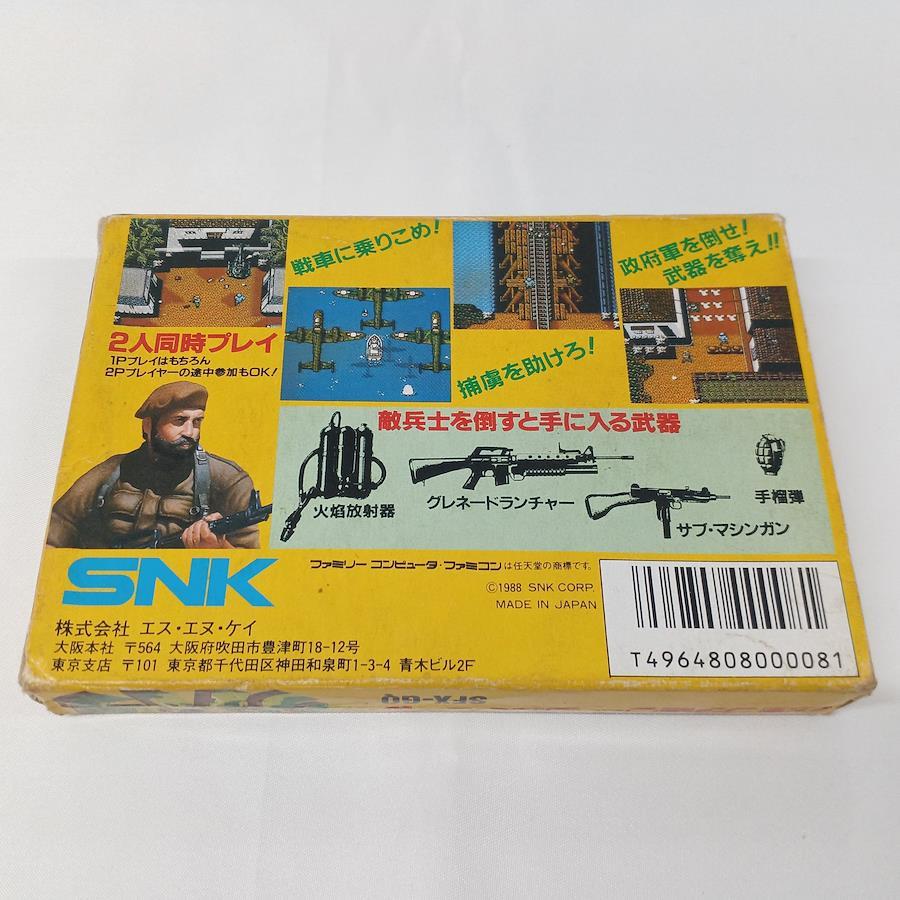 戦車に乗りこめ!
政府軍を倒せ!
武器を奪え!!
2人同時プレイ
1Pプレイはもちろん
2Pプレイヤーの途中参加もOK!
捕虜を助けろ!
敵兵士を倒すと手に入る武器
火焰放射器
グレネードランチャー
サブ・マシンガン
手榴弾
SNK
ファミリー コンピュータ・ファミコンは任天堂の商標です。
©1988 SNK CORP.
MADE IN JAPAN
株式会社 エス・エヌ・ケイ
大阪本社 〒564 大阪府吹田市豊津町18-12号
東京支店 〒101 東京都千代田区神田和泉町1-3-4 青木ビル2F
T4964808000081
SFX-GU